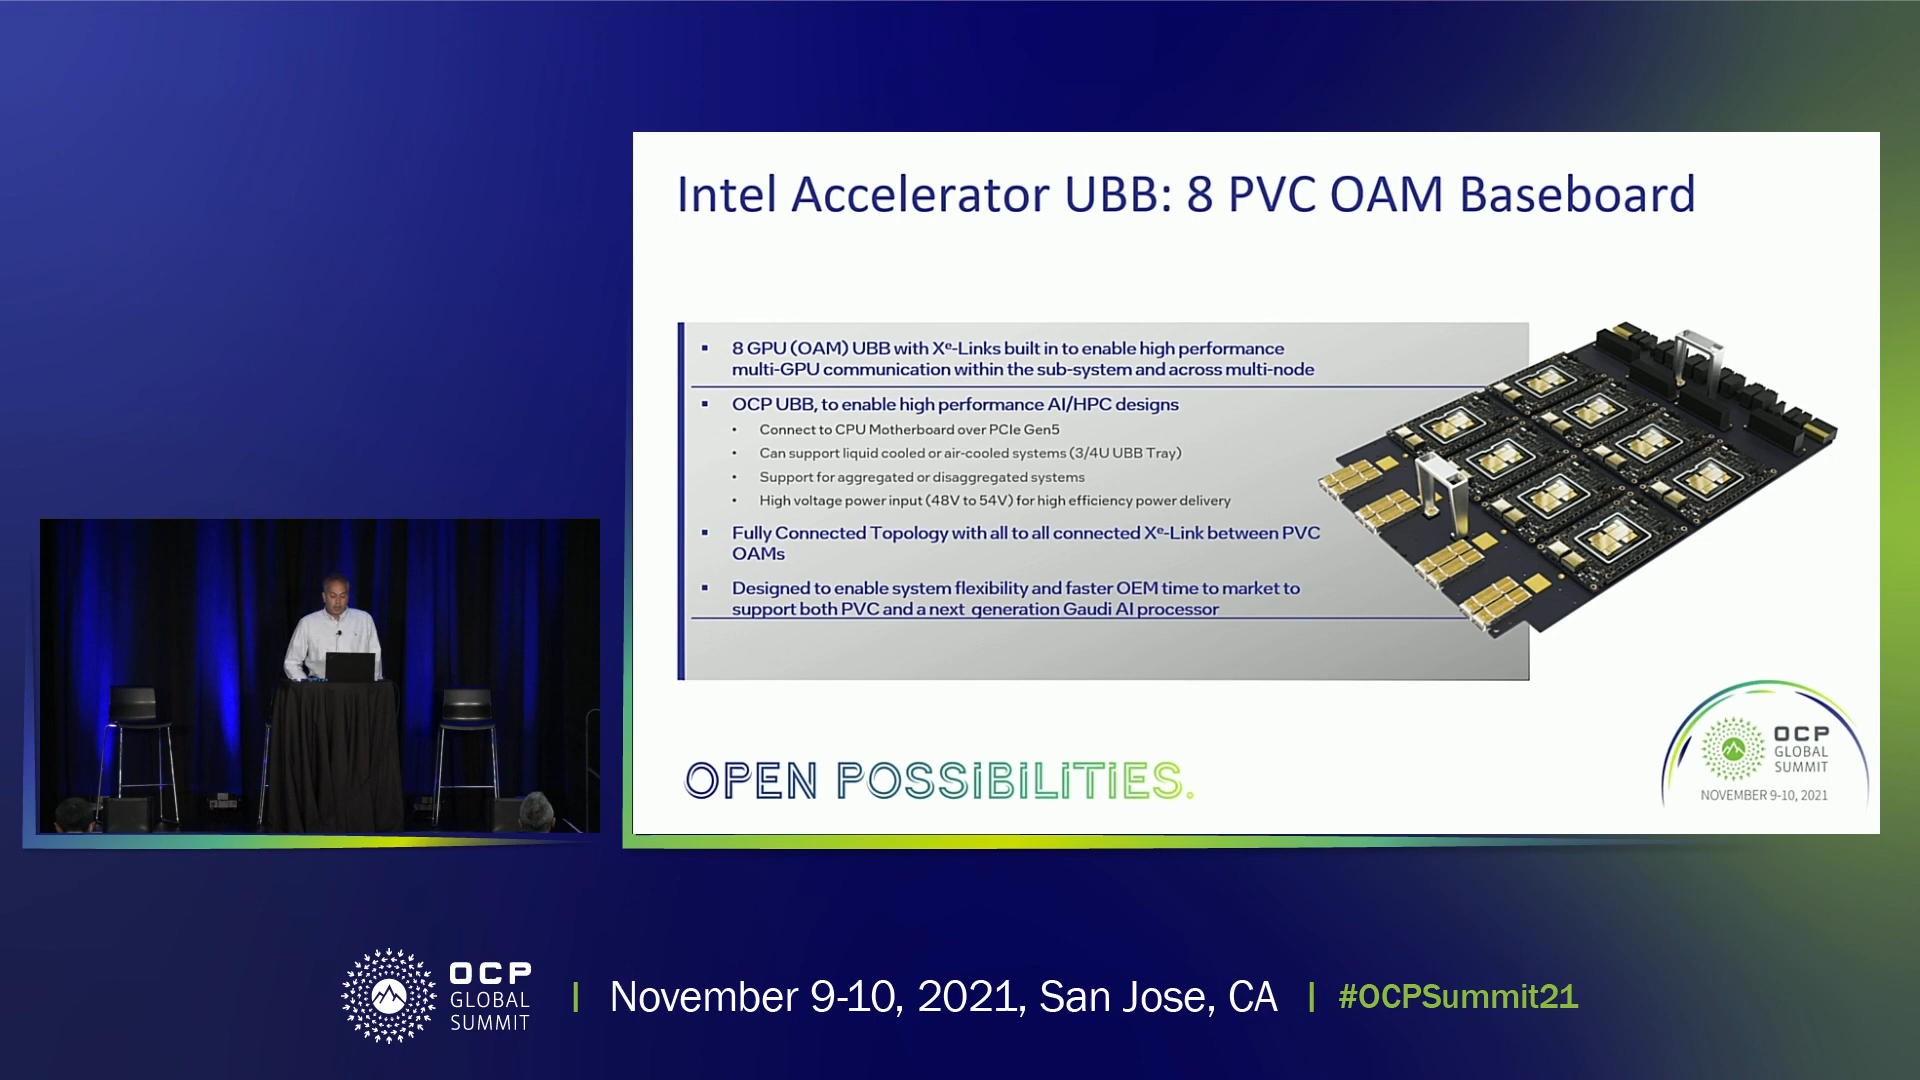 Intel Accelerator UBB: 8 PVC OAM Baseboard
▪ 8 GPU (OAM) UBB with Xᵉ-Links built in to enable high performance
multi-GPU communication within the sub-system and across multi-node
▪ OCP UBB, to enable high performance AI/HPC designs
• Connect to CPU Motherboard over PCIe Gen5
• Can support liquid cooled or air-cooled systems (3/4U UBB Tray)
• Support for aggregated or disaggregated systems
• High voltage power input (48V to 54V) for high efficiency power delivery
▪ Fully Connected Topology with all to all connected Xᵉ-Link between PVC
OAMs
▪ Designed to enable system flexibility and faster OEM time to market to
support both PVC and a next generation Gaudi AI processor
OPEN POSSiBiLiTiES.
OCP
GLOBAL
SUMMIT
NOVEMBER 9-10, 2021
OCP
GLOBAL
SUMMIT
| November 9-10, 2021, San Jose, CA | #OCPSummit21